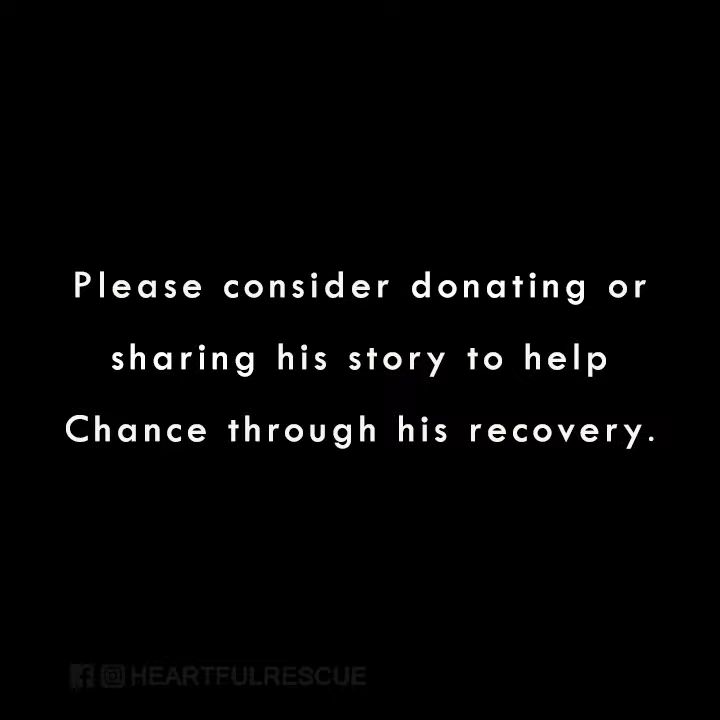 Please consider donating or
sharing his story to help
Chance through his recovery.
HEARTFULRESCUE